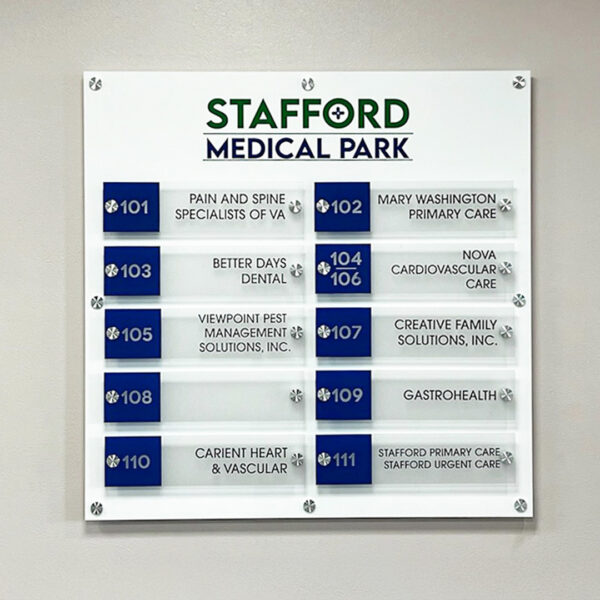 STAFFORD
MEDICAL PARK
101
PAIN AND SPINE
SPECIALISTS OF VA
102
MARY WASHINGTON
PRIMARY CARE
103
BETTER DAYS
DENTAL
104
106
NOVA
CARDIOVASCULAR
CARE
105
VIEWPOINT PEST
MANAGEMENT
SOLUTIONS, INC.
107
CREATIVE FAMILY
SOLUTIONS, INC.
108
109
GASTROHEALTH
110
CARIENT HEART
& VASCULAR
111
STAFFORD PRIMARY CARE
STAFFORD URGENT CARE